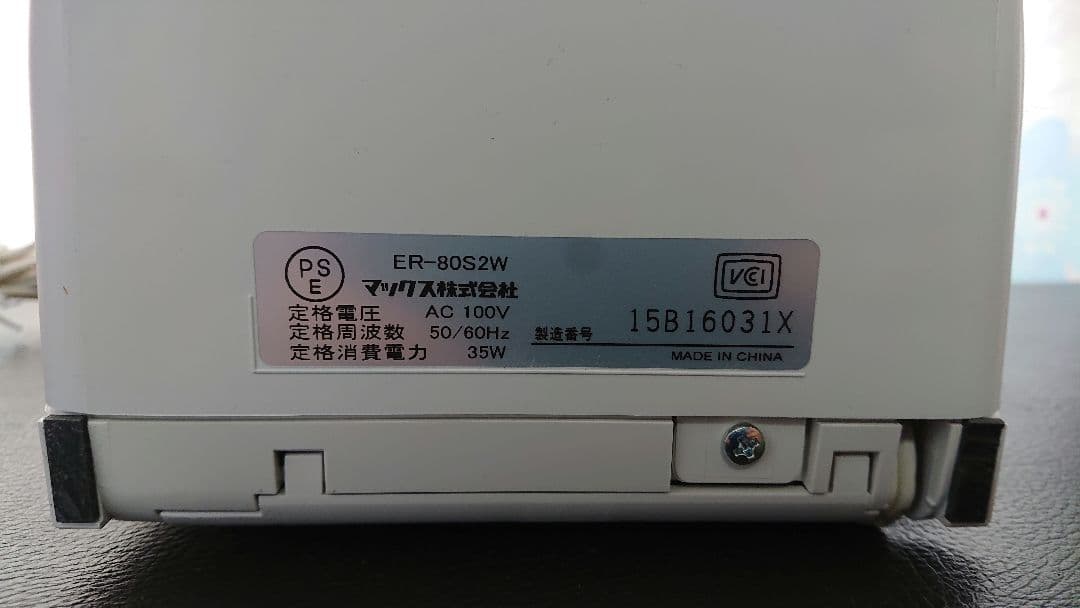 PS
E
ER-80S2W
マックス株式会社
定格電圧 AC 100V
定格周波数 50/60Hz
定格消費電力 35W
VCI
製造番号 15B16031X
MADE IN CHINA